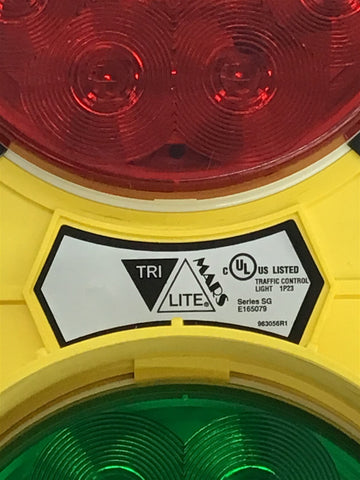 TRI
LITE®
MARS
C UL US LISTED
TRAFFIC CONTROL
LIGHT 1P23
Series SG
E165079
963056R1